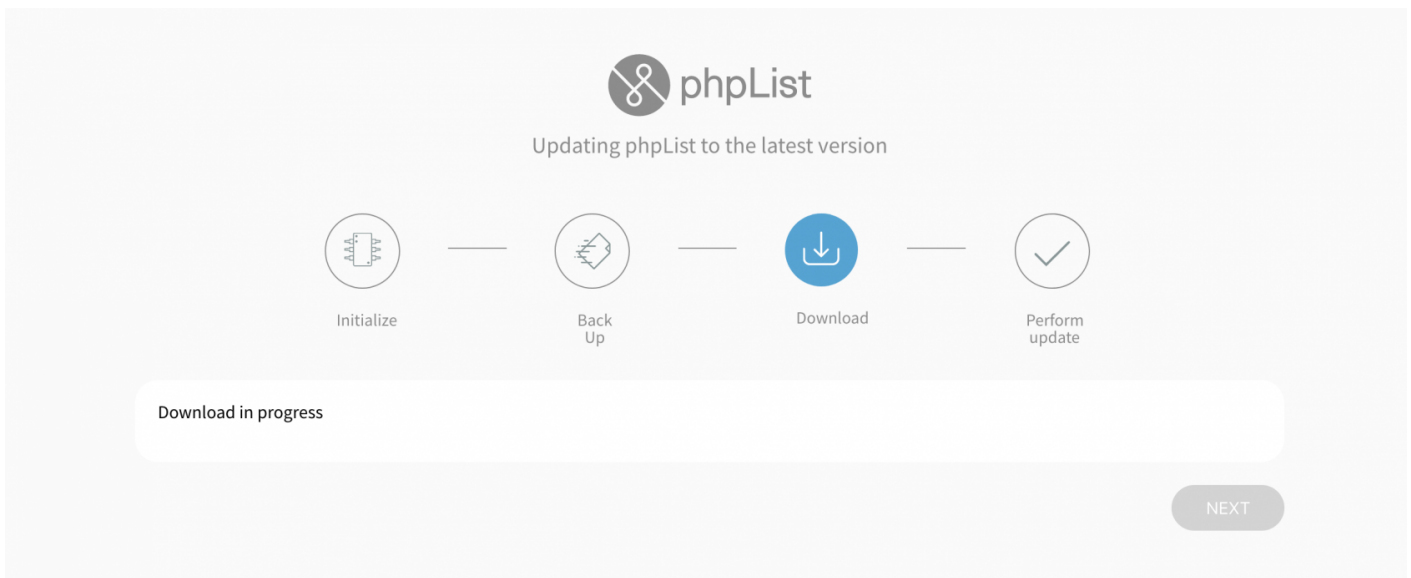 phpList
Updating phpList to the latest version
Initialize
Back
Up
Download
Perform
update
Download in progress
NEXT